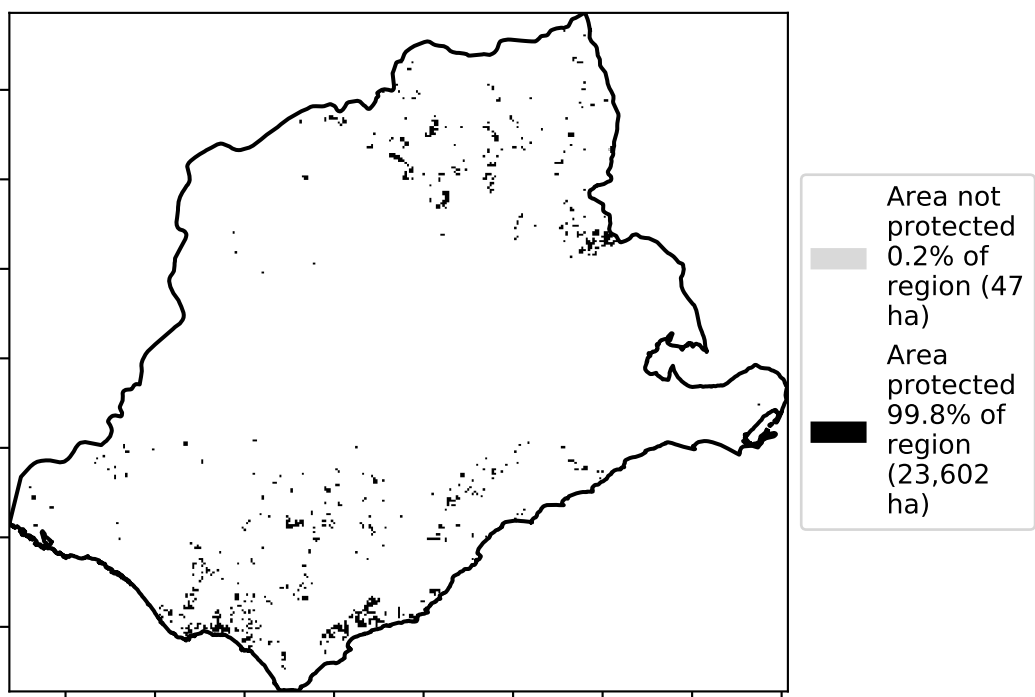 Area not
protected
0.2% of
region (47
ha)
Area
protected
99.8% of
region
(23,602
ha)